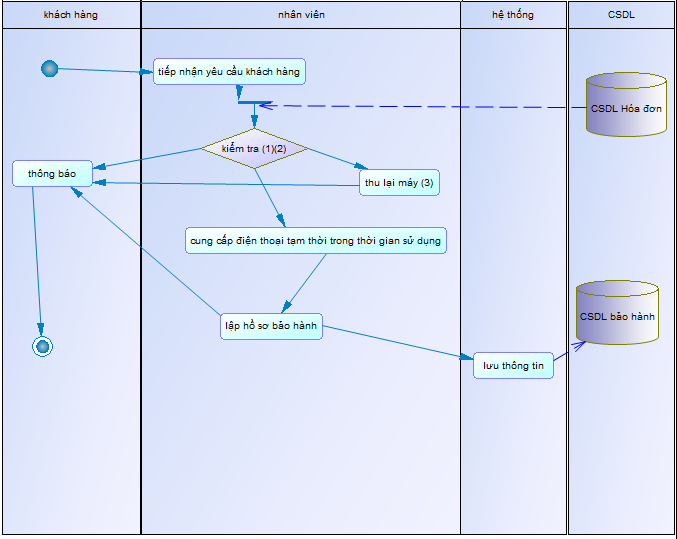 khách hàng
nhân viên
hệ thống
CSDL
tiếp nhận yêu cầu khách hàng
CSDL Hóa đơn
kiểm tra (1)(2)
thông báo
thu lại máy (3)
cung cấp điện thoại tạm thời trong thời gian sử dụng
CSDL bảo hành
lập hồ sơ bảo hành
lưu thông tin